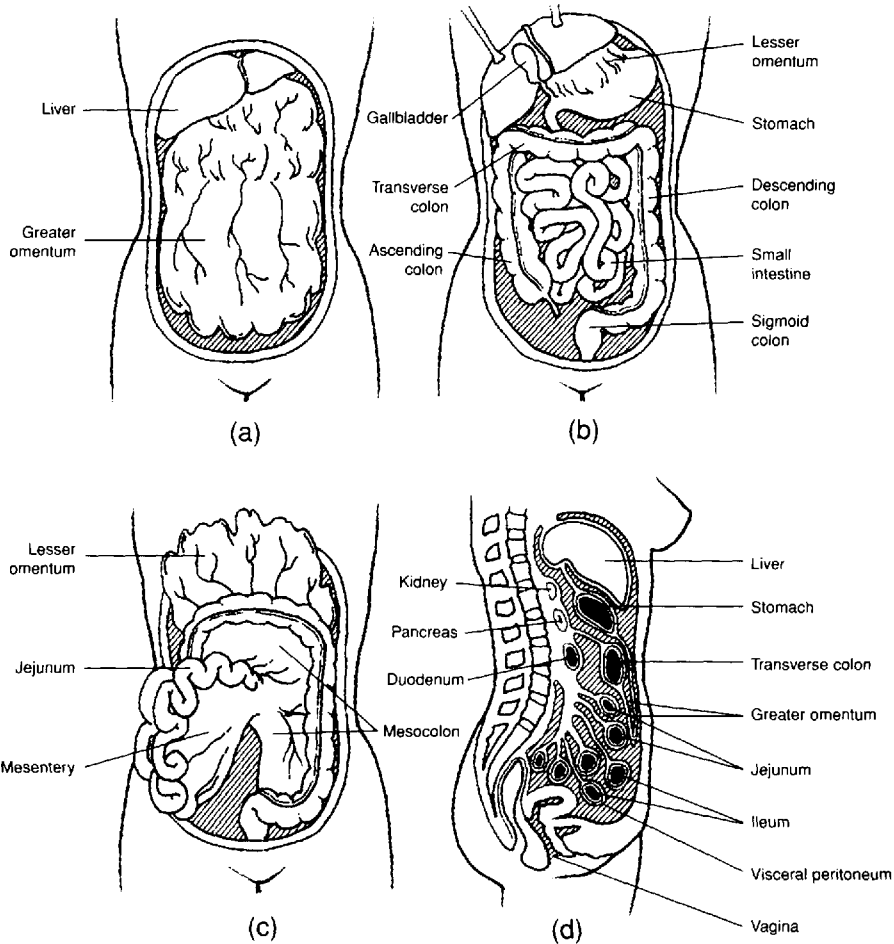 Liver
Greater
omentum
(a)
Gallbladder
Transverse
colon
Ascending
colon
Lesser
omentum
Stomach
Descending
colon
Small
intestine
Sigmoid
colon
(b)
Lesser
omentum
Jejunum
Mesentery
Mesocolon
(c)
Kidney
Pancreas
Duodenum
Liver
Stomach
Transverse colon
Greater omentum
Jejunum
Ileum
Visceral peritoneum
Vagina
(d)